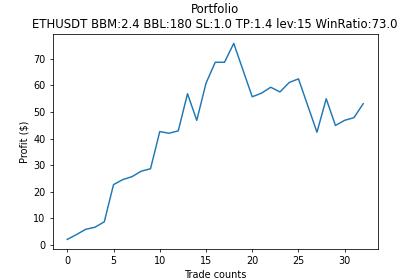 Portfolio
ETHUSDT BBM:2.4 BBL:180 SL:1.0 TP:1.4 lev:15 WinRatio:73.0
70
60
50
40
30
20
10
0
Profit ($)
0 5 10 15 20 25 30
Trade counts